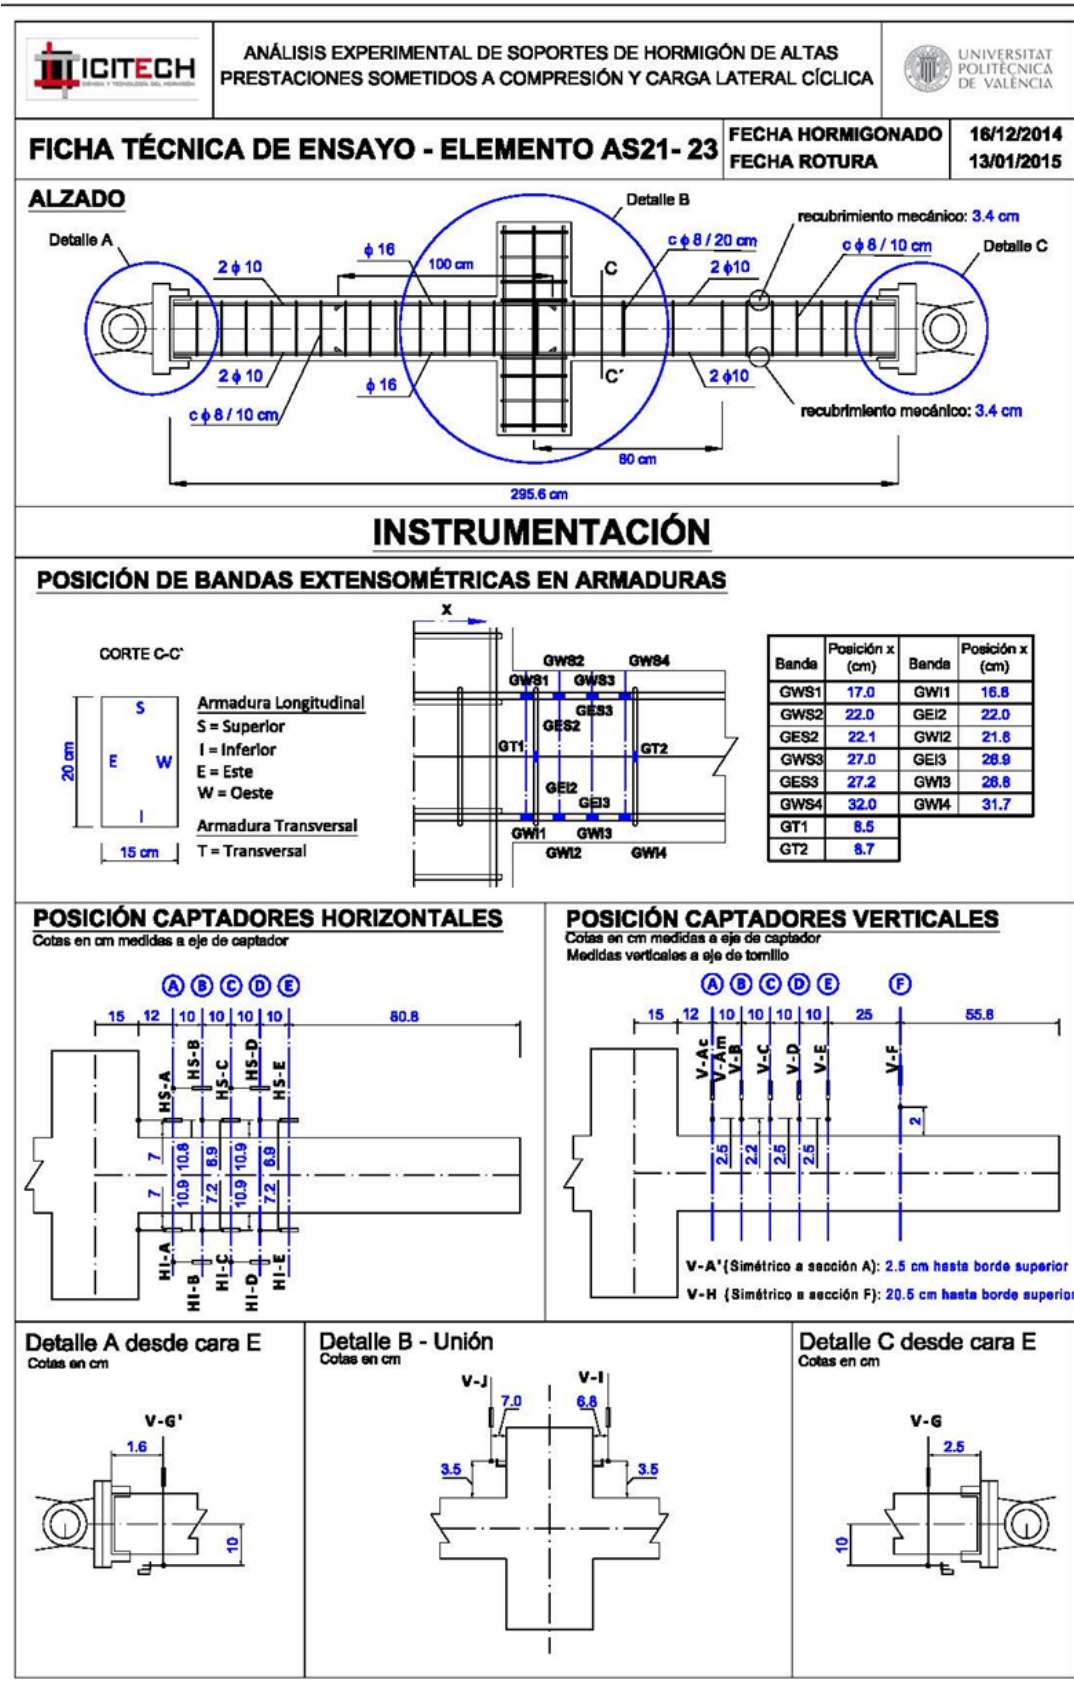 ICITECH
ANÁLISIS EXPERIMENTAL DE SOPORTES DE HORMIGÓN DE ALTAS
PRESTACIONES SOMETIDOS A COMPRESIÓN Y CARGA LATERAL CÍCLICA
UNIVERSITAT
POLITÈCNICA
DE VALÈNCIA
FICHA TÉCNICA DE ENSAYO - ELEMENTO AS21- 23
FECHA HORMIGONADO 16/12/2014
FECHA ROTURA 13/01/2015
ALZADO
Detalle A
Detalle B
recubrimiento mecánico: 3.4 cm
Detalle C
2 ϕ 10
ϕ 16
100 cm
C
c ϕ 8 / 20 cm
2 ϕ10
c ϕ 8 / 10 cm
2 ϕ 10
ϕ 16
C´
2 ϕ10
c ϕ 8 / 10 cm
recubrimiento mecánico: 3.4 cm
80 cm
295.6 cm
INSTRUMENTACIÓN
POSICIÓN DE BANDAS EXTENSOMÉTRICAS EN ARMADURAS
CORTE C-C`
S
E W
I
20 cm
15 cm
Armadura Longitudinal
S = Superior
I = Inferior
E = Este
W = Oeste
Armadura Transversal
T = Transversal
X
GWS2 GWS4
GWS1 GWS3
GES3
GES2
GT1 GT2
GEI2
GEI3
GWI1 GWI3
GWI2 GWI4
Banda Posición x (cm) Banda Posición x (cm)
GWS1 17.0 GWI1 16.8
GWS2 22.0 GEI2 22.0
GES2 22.1 GWI2 21.8
GWS3 27.0 GEI3 26.9
GES3 27.2 GWI3 26.8
GWS4 32.0 GWI4 31.7
GT1 8.5
GT2 8.7
POSICIÓN CAPTADORES HORIZONTALES
Cotas en cm medidas a eje de captador
A B C D E
15 12 10 10 10 10 80.8
HS-A HS-B HS-C HS-D HS-E
7 10.8 6.9 10.9 6.9
7 10.9 7.2 10.9 7.2
HI-A HI-B HI-C HI-D HI-E
POSICIÓN CAPTADORES VERTICALES
Cotas en cm medidas a eje de captador
Medidas verticales a eje de tornillo
A B C D E F
15 12 10 10 10 10 25 55.8
V-Ac V-Am V-B V-C V-D V-E V-F
2.5 2.2 2.5 2.5 2
V-A'(Simétrico a sección A): 2.5 cm hasta borde superior
V-H (Simétrico a sección F): 20.5 cm hasta borde superior
Detalle A desde cara E
Cotas en cm
V-G'
1.6
10
Detalle B - Unión
Cotas en cm
V-J V-I
7.0 6.8
3.5 3.5
Detalle C desde cara E
Cotas en cm
V-G
2.5
10